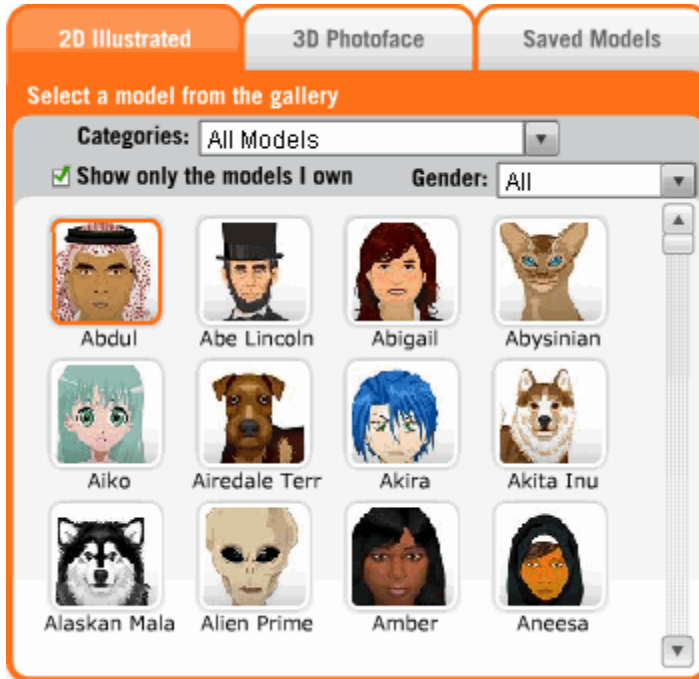 2D Illustrated
3D Photoface
Saved Models
Select a model from the gallery
Categories: All Models
Show only the models I own
Gender: All
Abdul
Abe Lincoln
Abigail
Abysinian
Aiko
Airedale Terr
Akira
Akita Inu
Alaskan Mala
Alien Prime
Amber
Aneesa